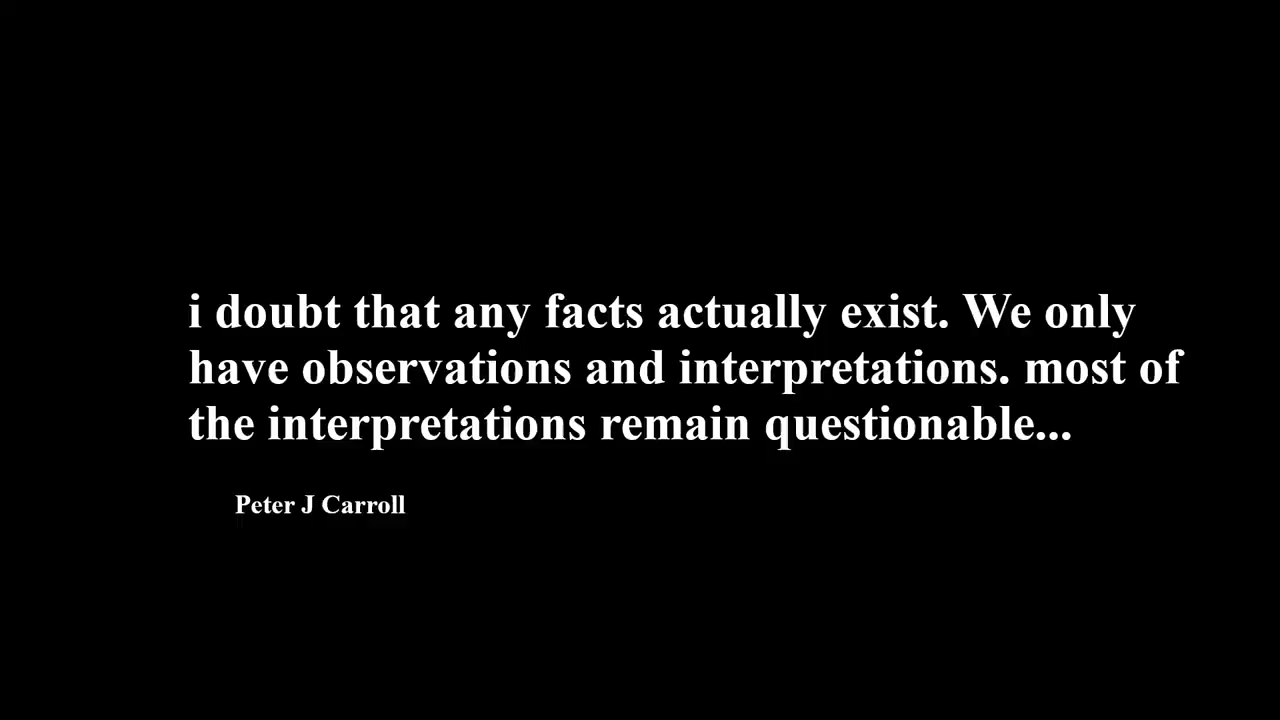 i doubt that any facts actually exist. We only
have observations and interpretations. most of
the interpretations remain questionable...
Peter J Carroll